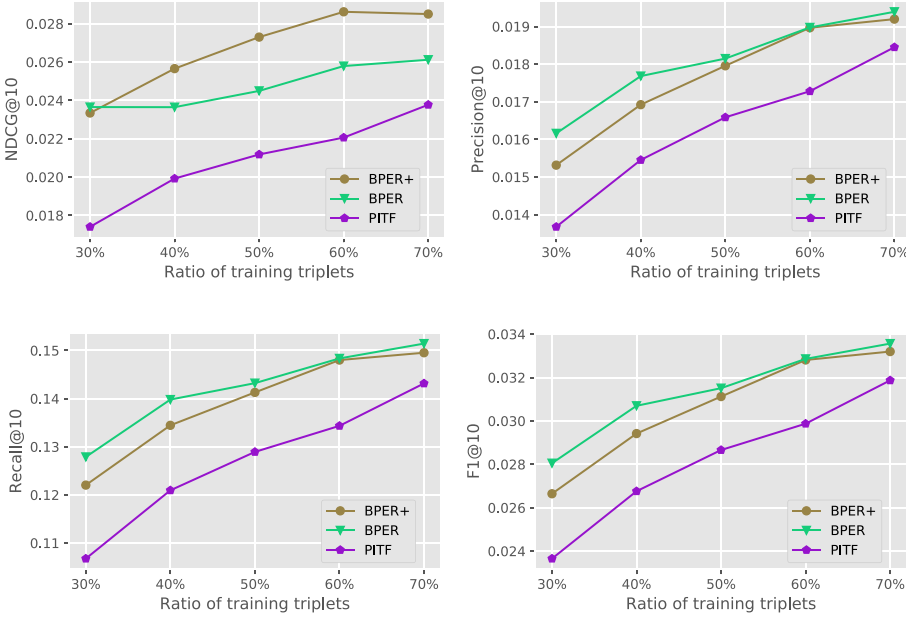 0.028
0.026
0.024
0.022
0.020
0.018
NDCG@10
BPER+
BPER
PITF
30% 40% 50% 60% 70%
Ratio of training triplets
0.019
0.018
0.017
0.016
0.015
0.014
Precision@10
BPER+
BPER
PITF
30% 40% 50% 60% 70%
Ratio of training triplets
0.15
0.14
0.13
0.12
0.11
Recall@10
BPER+
BPER
PITF
30% 40% 50% 60% 70%
Ratio of training triplets
0.034
0.032
0.030
0.028
0.026
0.024
F1@10
BPER+
BPER
PITF
30% 40% 50% 60% 70%
Ratio of training triplets